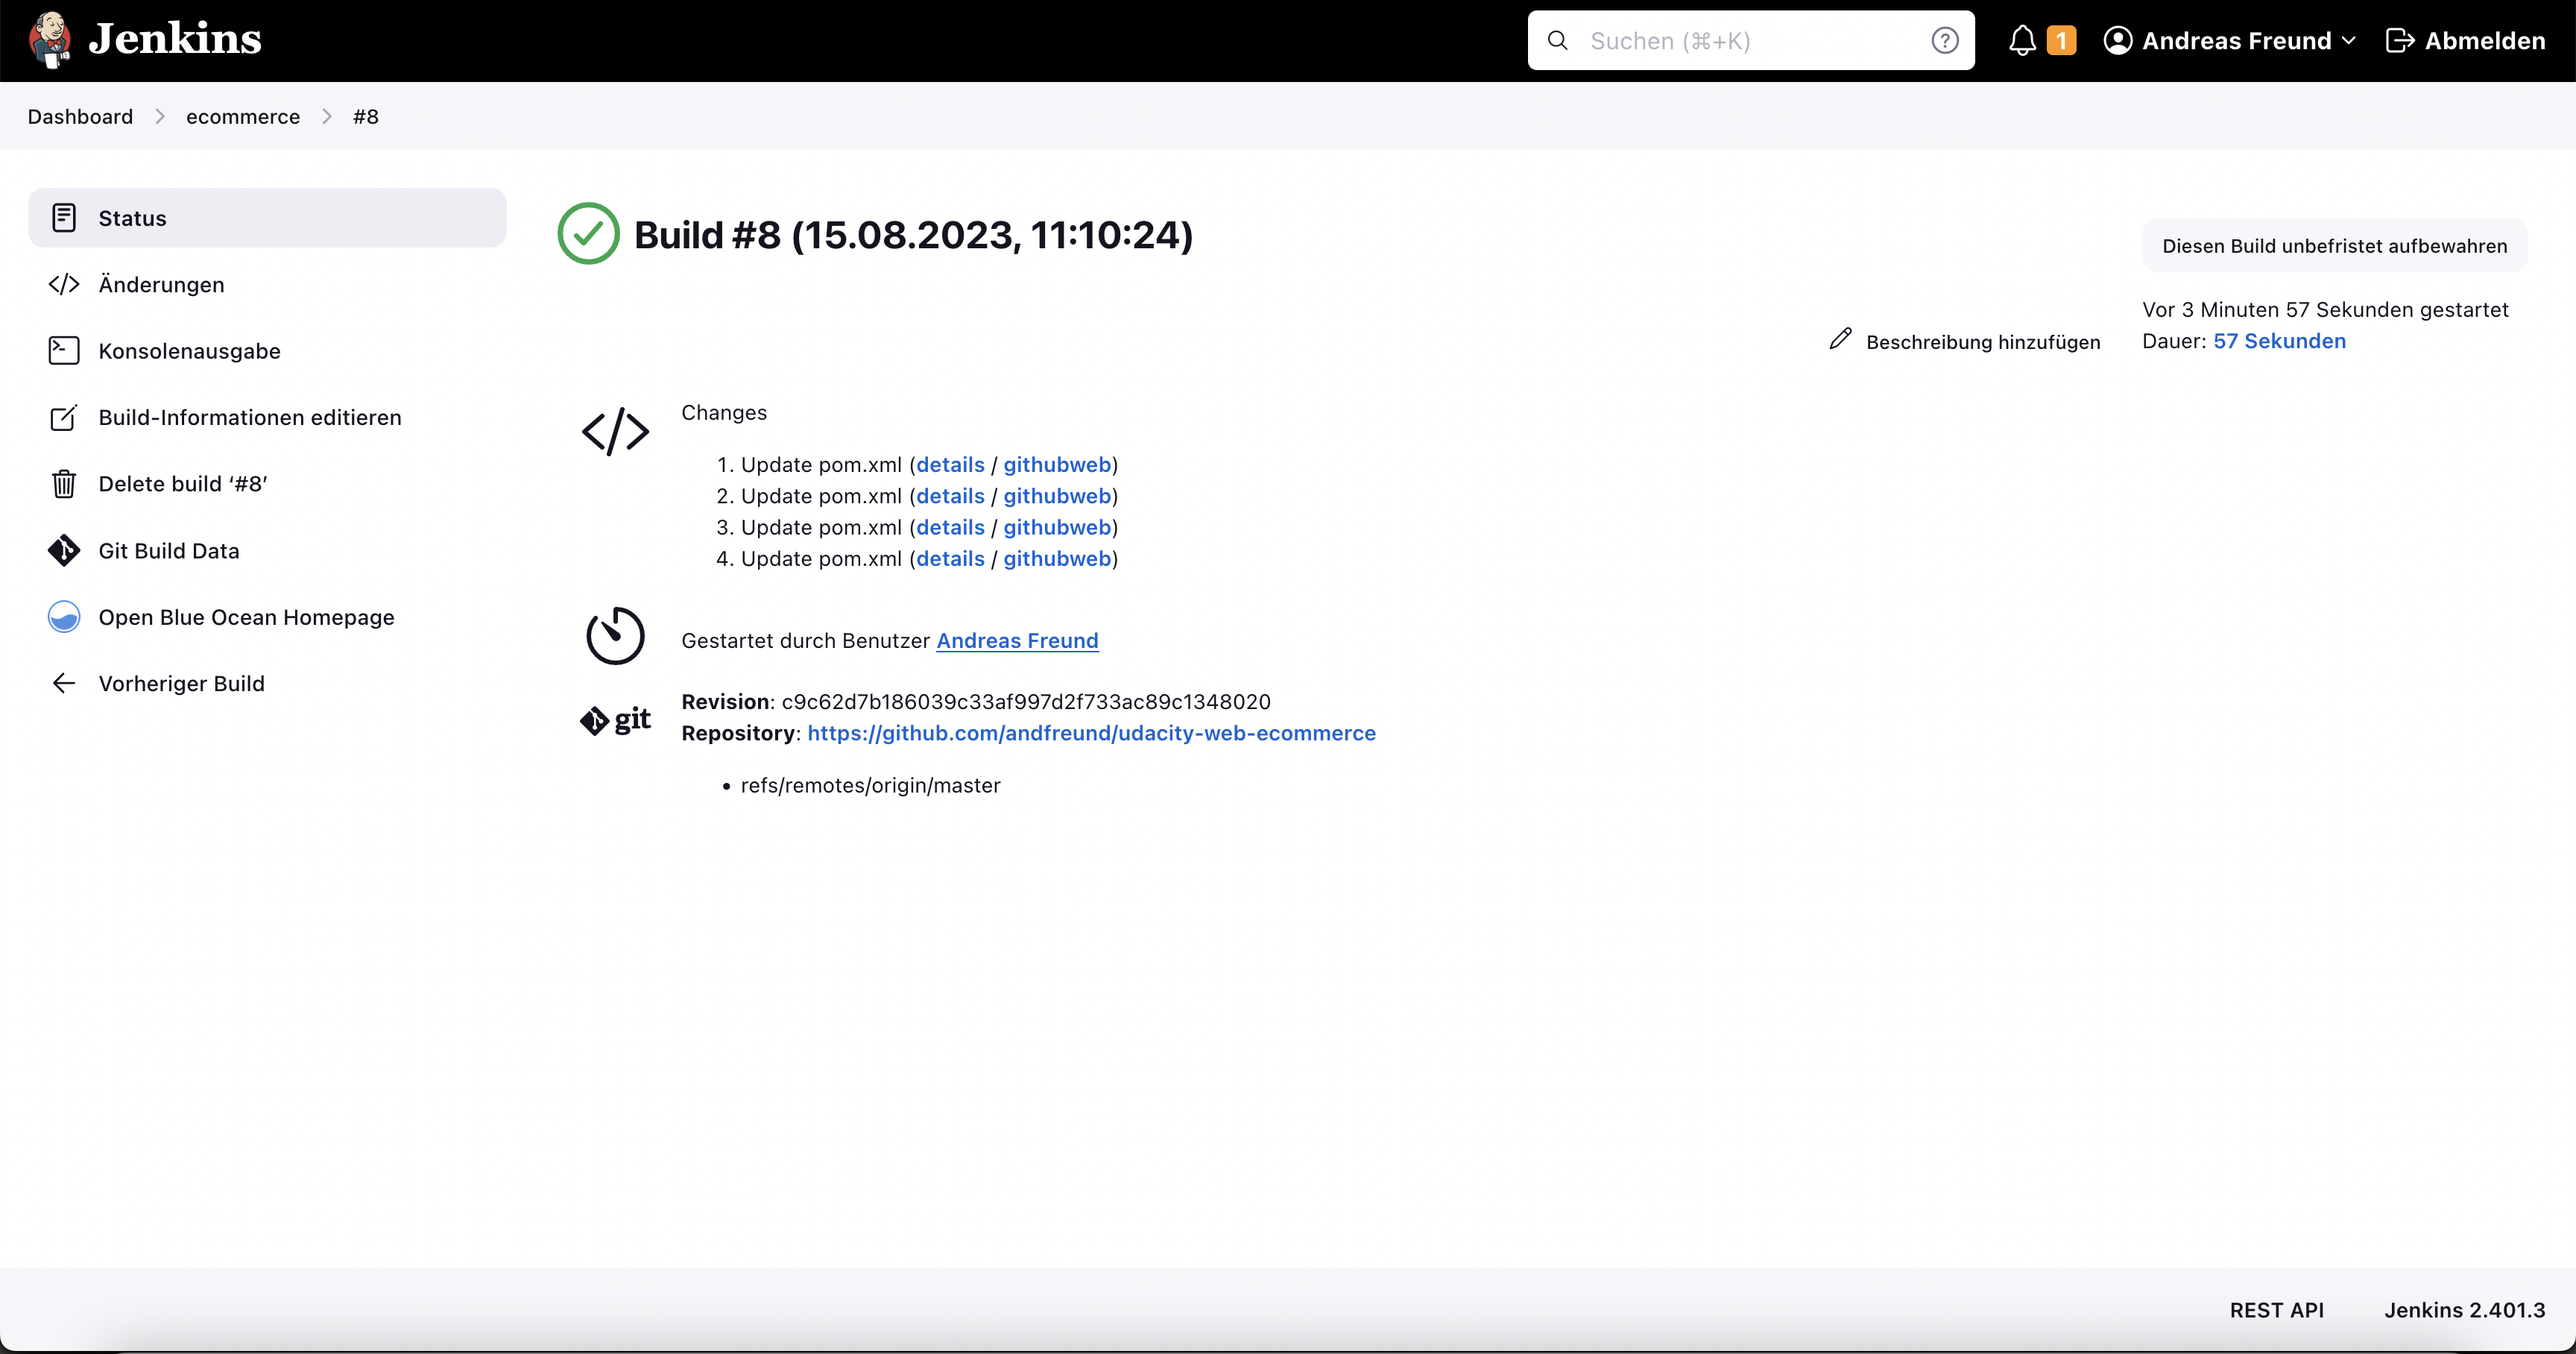 Jenkins
Suchen (⌘+K)
?
1
Andreas Freund
Abmelden
Dashboard
ecommerce
#8
Status
Änderungen
Konsolenausgabe
Build-Informationen editieren
Delete build ‘#8’
Git Build Data
Open Blue Ocean Homepage
Vorheriger Build
Build #8 (15.08.2023, 11:10:24)
Diesen Build unbefristet aufbewahren
Vor 3 Minuten 57 Sekunden gestartet
Dauer: 57 Sekunden
Beschreibung hinzufügen
Changes
1. Update pom.xml (details / githubweb)
2. Update pom.xml (details / githubweb)
3. Update pom.xml (details / githubweb)
4. Update pom.xml (details / githubweb)
Gestartet durch Benutzer Andreas Freund
git
Revision: c9c62d7b186039c33af997d2f733ac89c1348020
Repository: https://github.com/andfreund/udacity-web-ecommerce
• refs/remotes/origin/master
REST API
Jenkins 2.401.3